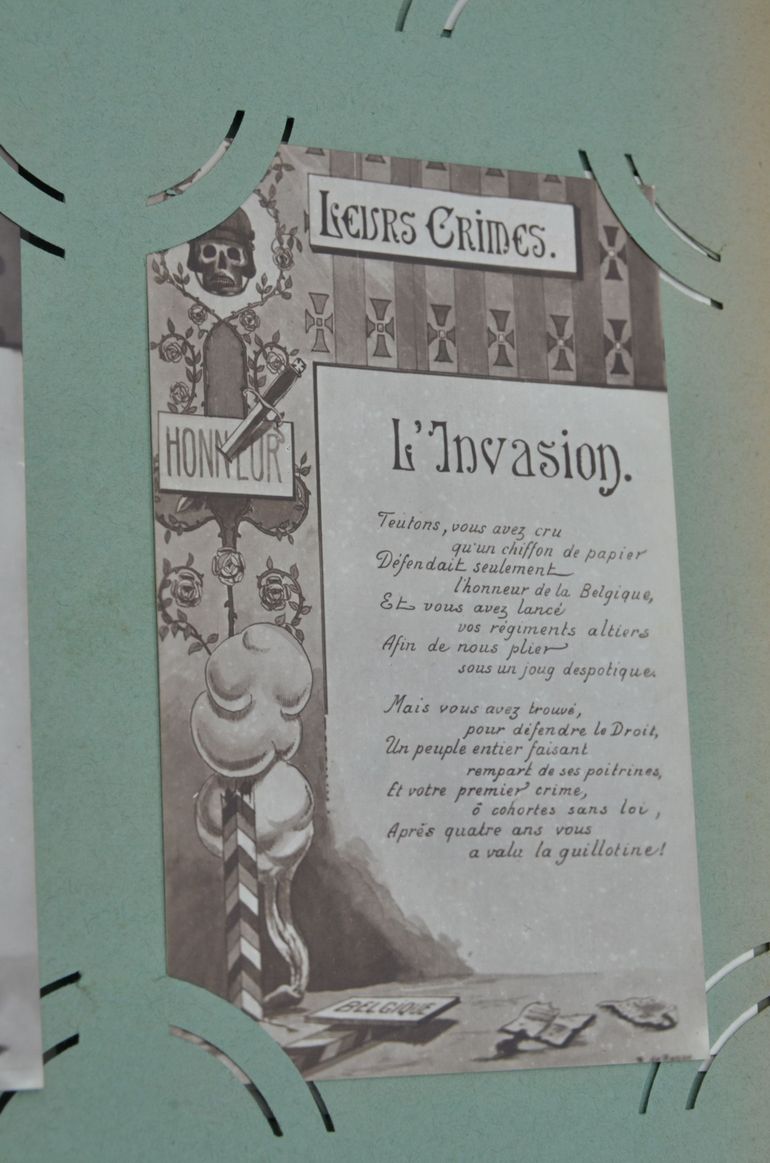 Leurs Crimes.
HONNEUR
L'Invasion.
Teutons, vous avez cru
qu'un chiffon de papier
Défendait seulement
l'honneur de la Belgique,
Et vous avez lancé
vos régiments altiers
Afin de nous plier
sous un joug despotique.
Mais vous avez trouvé,
pour défendre le Droit,
Un peuple entier faisant
rempart de ses poitrines,
Et votre premier crime,
ô cohortes sans loi,
Après quatre ans vous
a valu la guillotine!
BELGIQUE